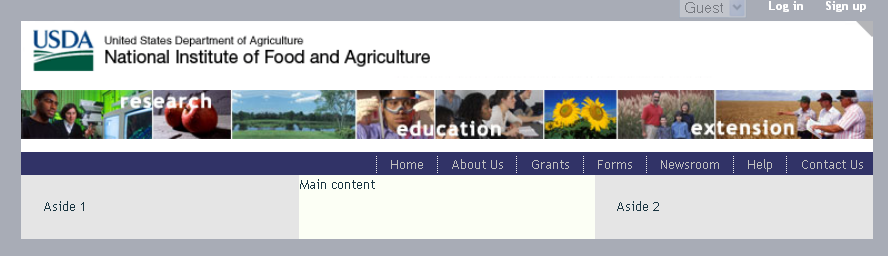 Guest Log in Sign up
USDA United States Department of Agriculture
National Institute of Food and Agriculture
research education extension
Home About Us Grants Forms Newsroom Help Contact Us
Main content
Aside 1 Aside 2